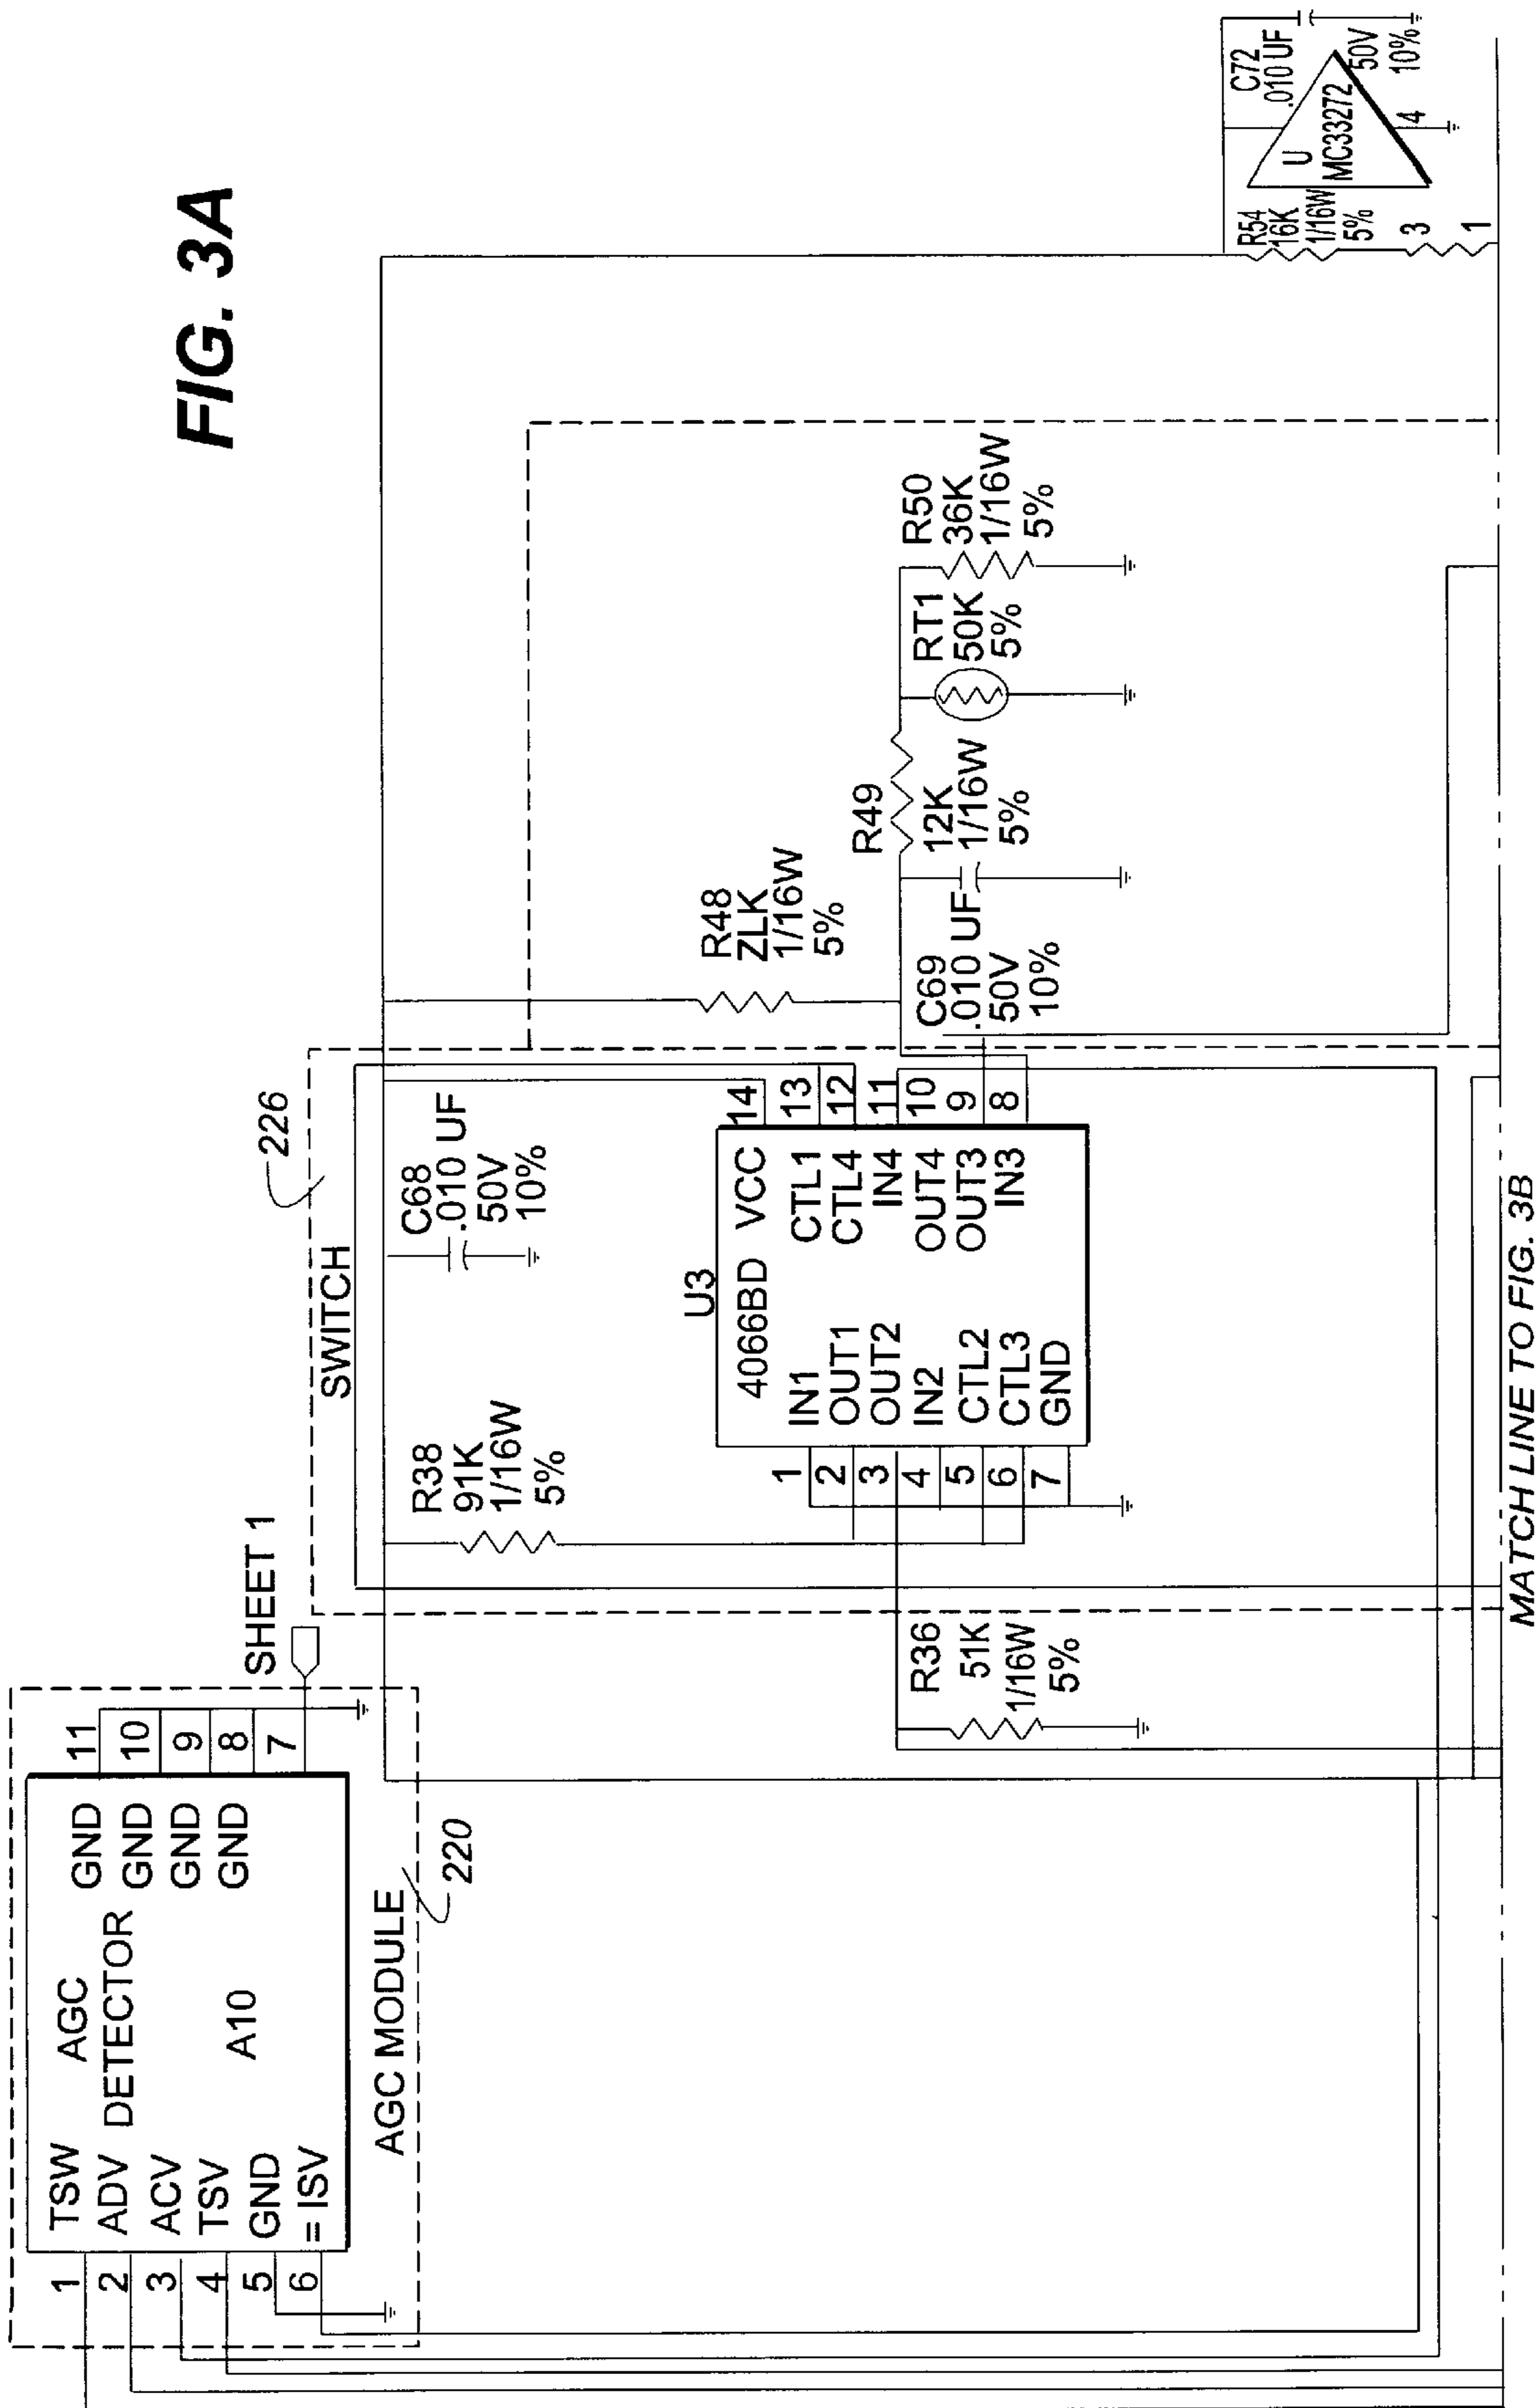 FIG. 3A
TSW
ADV
ACV
TSV
GND
= ISV
AGC
DETECTOR
A10
GND
GND
GND
GND
1
2
3
4
5
6
11
10
9
8
7
AGC MODULE
220
SHEET 1
SWITCH
226
R38
91K
1/16W
5%
C68
.010 UF
50V
10%
U3
4066BD
VCC
IN1
OUT1
OUT2
IN2
CTL2
CTL3
GND
CTL1
CTL4
IN4
OUT4
OUT3
IN3
1
2
3
4
5
6
7
14
13
12
11
10
9
8
R36
51K
1/16W
5%
R48
ZLK
1/16W
5%
C69
.010 UF
50V
10%
R49
12K
1/16W
5%
RT1
50K
5%
R50
36K
1/16W
5%
R54
16K
1/16W
5%
3
1
U
MC33272
4
C72
.010 UF
50V
10%
MATCH LINE TO FIG. 3B